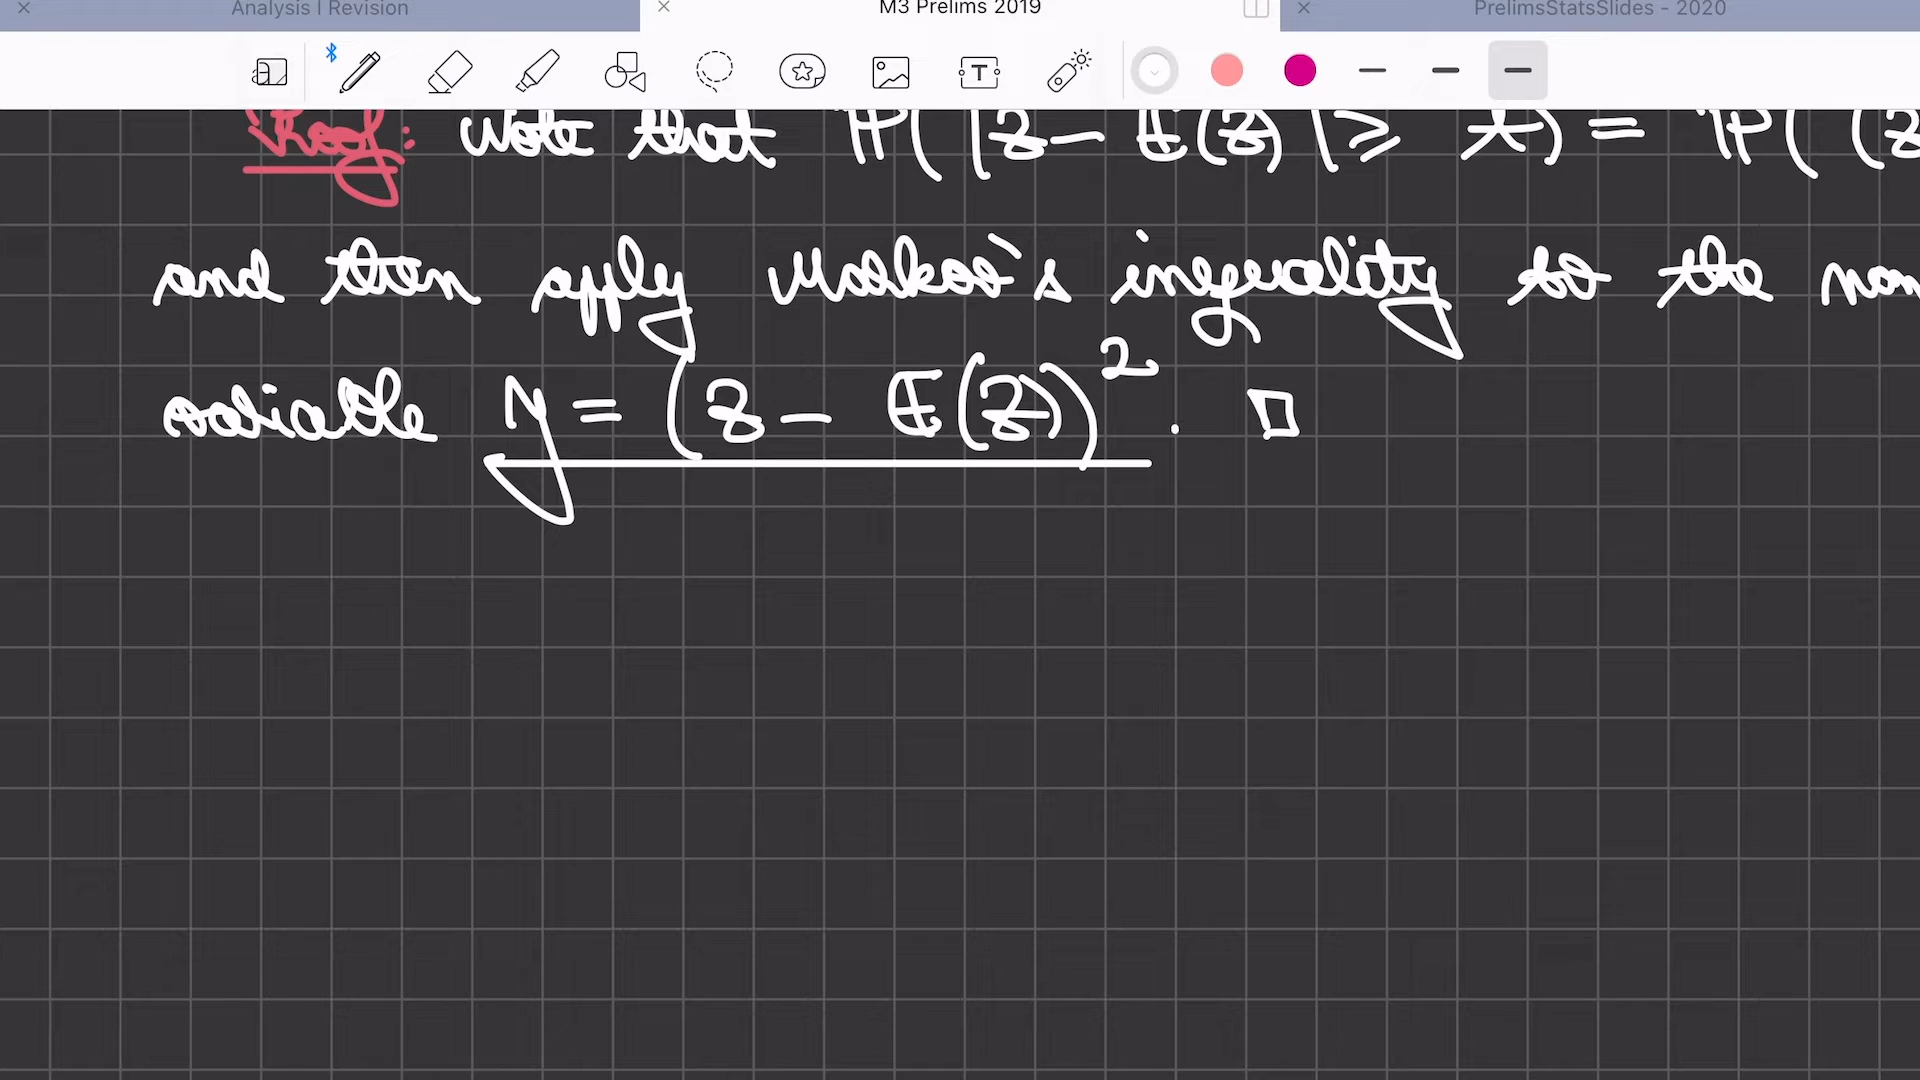 Analysis I Revision M3 Prelims 2019 PrelimsStatsSlides - 2020
Proof: Note that ℙ( |Z - 𝔼(Z)| ≥ t) = ℙ( (Z
and then apply Markov's inequality to the non
variable Y = (Z - 𝔼(Z))². □